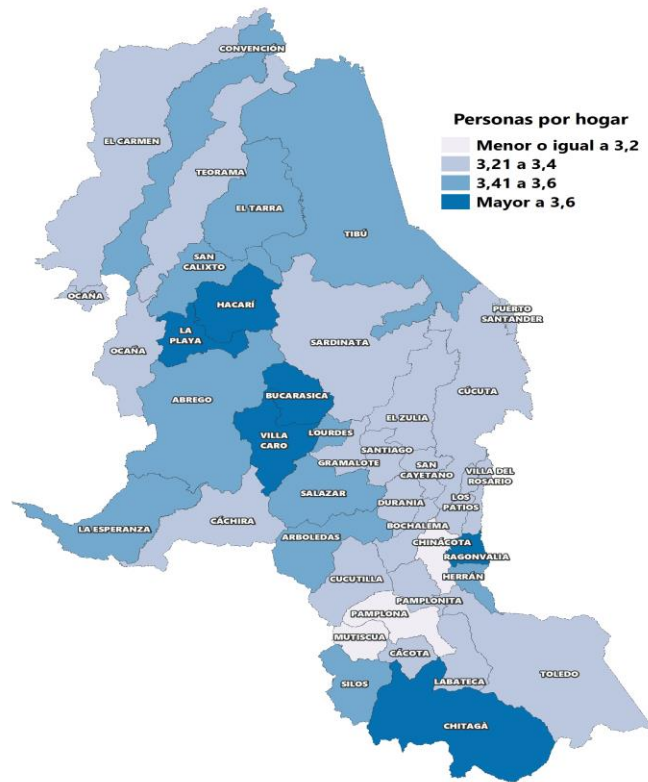 CONVENCIÓN
Personas por hogar
Menor o igual a 3,2
3,21 a 3,4
3,41 a 3,6
Mayor a 3,6
EL CARMEN
TEORAMA
EL TARRA
TIBÚ
SAN
CALIXTO
OCAÑA
HACARÍ
PUERTO
SANTANDER
LA
PLAYA
OCAÑA
SARDINATA
CÚCUTA
ABREGO
BUCARASICA
EL ZULIA
VILLA
CARO
LOURDES
SANTIAGO
GRAMALOTE
SAN
CAYETANO
VILLA DEL
ROSARIO
SALAZAR
DURANIA
LOS
PATIOS
LA ESPERANZA
CÁCHIRA
BOCHALEMA
ARBOLEDAS
CHINÁCOTA
RAGONVALIA
CUCUTILLA
HERRÁN
PAMPLONITA
PAMPLONA
MUTISCUA
CÁCOTA
TOLEDO
SILOS
LABATECA
CHITAGÀ